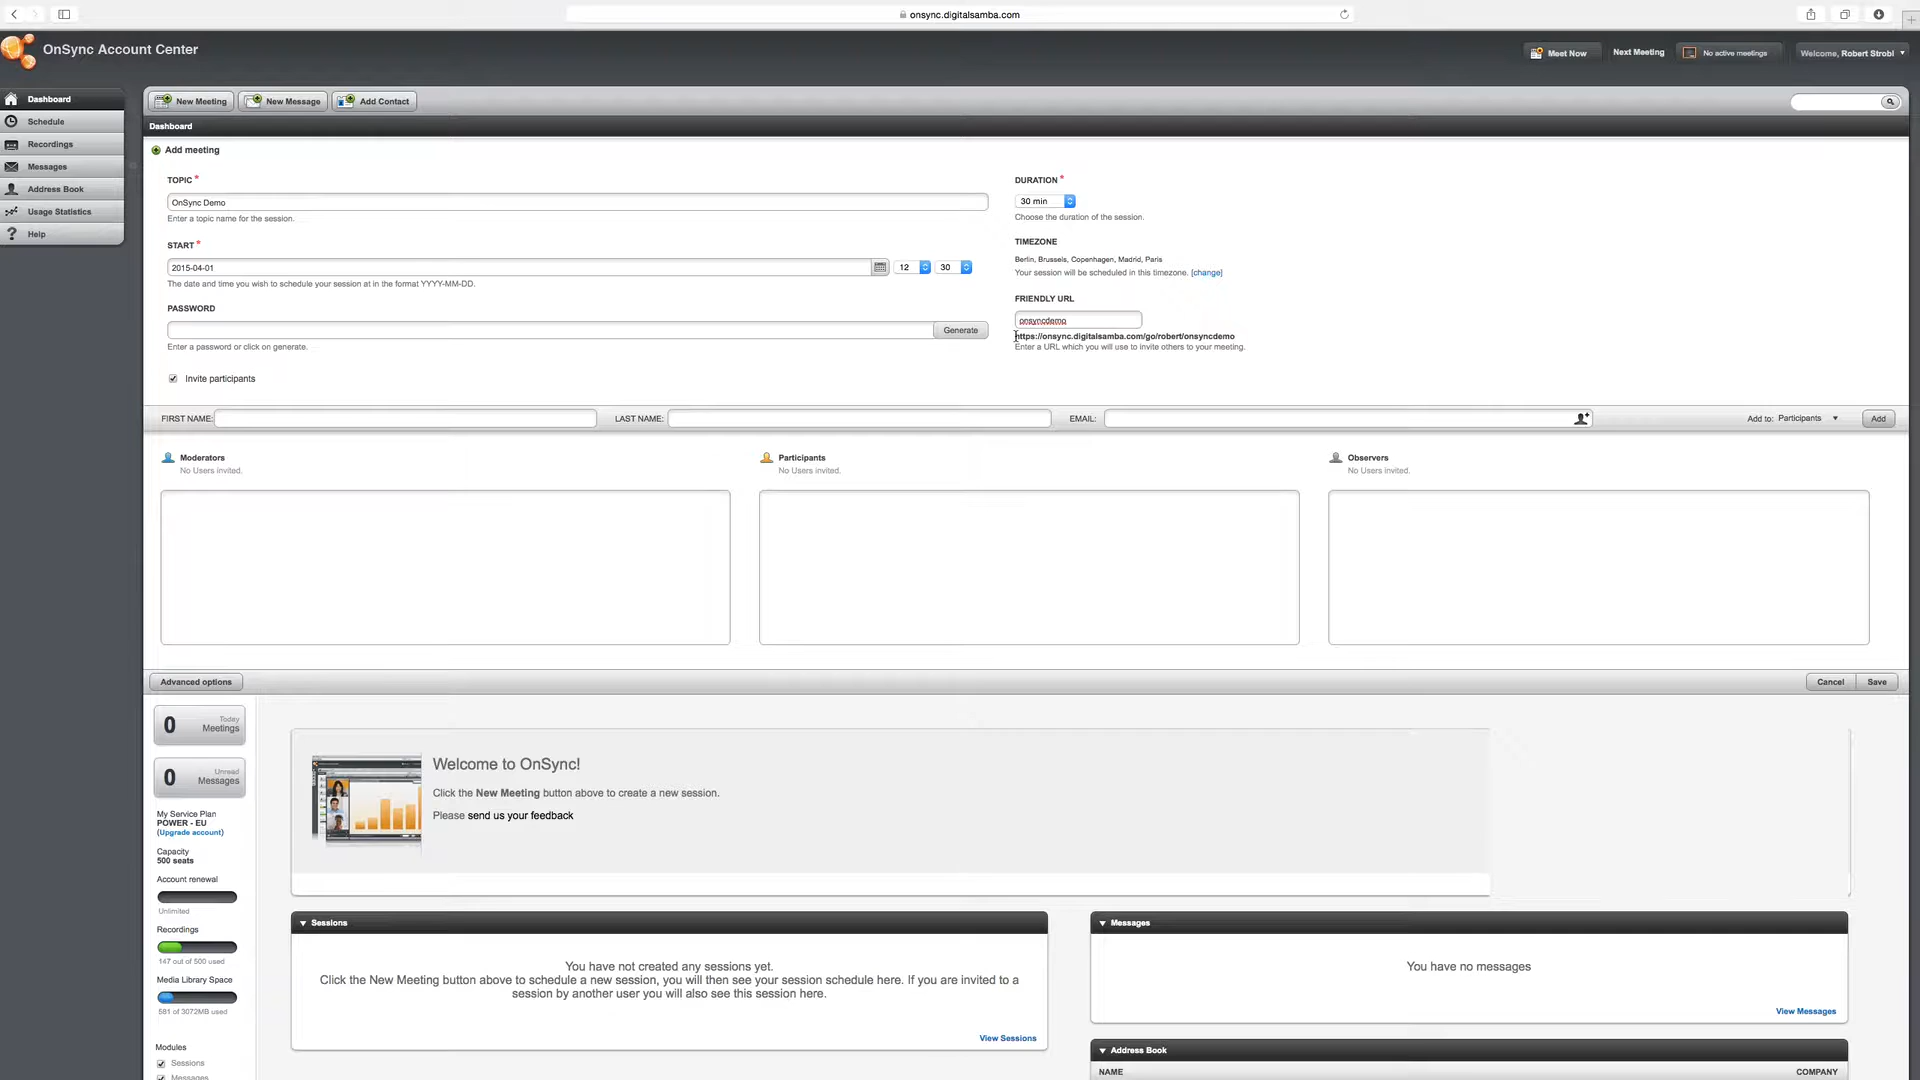 onsync.digitalsamba.com
OnSync Account Center
Meet Now
Next Meeting
No active meetings
Welcome, Robert Strobl
Dashboard
Schedule
Recordings
Messages
Address Book
Usage Statistics
Help
New Meeting
New Message
Add Contact
Dashboard
Add meeting
TOPIC *
OnSync Demo
Enter a topic name for the session.
START *
2015-04-01
12
30
The date and time you wish to schedule your session at in the format YYYY-MM-DD.
PASSWORD
Generate
Enter a password or click on generate.
Invite participants
DURATION *
30 min
Choose the duration of the session.
TIMEZONE
Berlin, Brussels, Copenhagen, Madrid, Paris
Your session will be scheduled in this timezone. [change]
FRIENDLY URL
onsyncdemo
https://onsync.digitalsamba.com/go/robert/onsyncdemo
Enter a URL which you will use to invite others to your meeting.
FIRST NAME:
LAST NAME:
EMAIL:
Add to: Participants
Add
Moderators
No Users invited.
Participants
No Users invited.
Observers
No Users invited.
Advanced options
Cancel
Save
0
Today
Meetings
0
Unread
Messages
My Service Plan
POWER - EU
(Upgrade account)
Capacity
500 seats
Account renewal
Unlimited
Recordings
147 out of 500 used
Media Library Space
581 of 3072MB used
Modules
Sessions
Messages
Welcome to OnSync!
Click the New Meeting button above to create a new session.
Please send us your feedback
Sessions
You have not created any sessions yet.
Click the New Meeting button above to schedule a new session, you will then see your session schedule here. If you are invited to a
session by another user you will also see this session here.
View Sessions
Messages
You have no messages
View Messages
Address Book
NAME
COMPANY